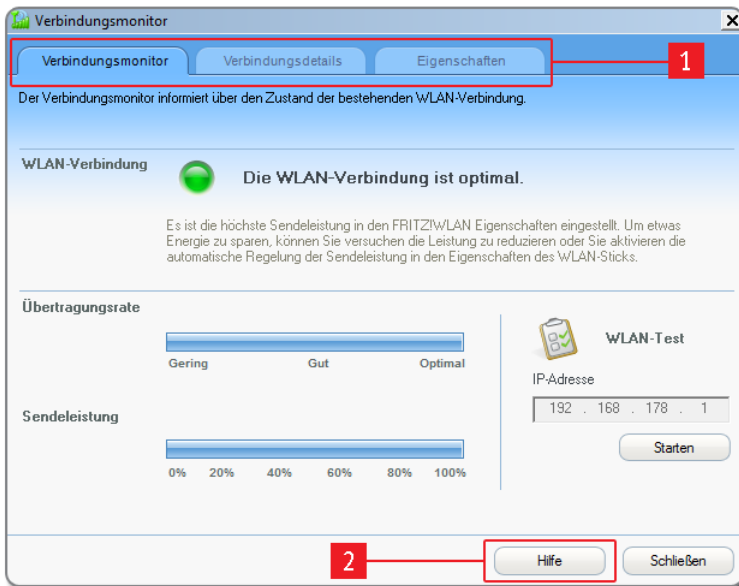 Verbindungsmonitor
Verbindungsmonitor Verbindungsdetails Eigenschaften
1
Der Verbindungsmonitor informiert über den Zustand der bestehenden WLAN-Verbindung.
WLAN-Verbindung
Die WLAN-Verbindung ist optimal.
Es ist die höchste Sendeleistung in den FRITZ!WLAN Eigenschaften eingestellt. Um etwas
Energie zu sparen, können Sie versuchen die Leistung zu reduzieren oder Sie aktivieren die
automatische Regelung der Sendeleistung in den Eigenschaften des WLAN-Sticks.
Übertragungsrate
Gering Gut Optimal
Sendeleistung
0% 20% 40% 60% 80% 100%
WLAN-Test
IP-Adresse
192 . 168 . 178 . 1
Starten
2
Hilfe
Schließen